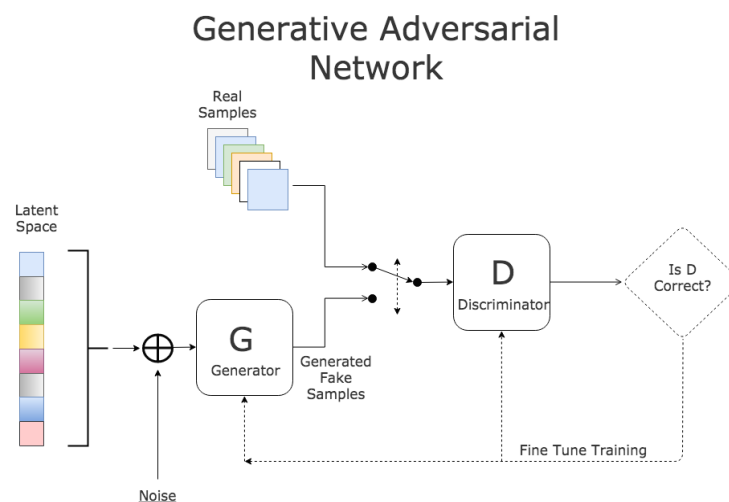 Generative Adversarial
Network
Real
Samples
Latent
Space
D
Discriminator
Is D
Correct?
G
Generator
Generated
Fake
Samples
Fine Tune Training
Noise